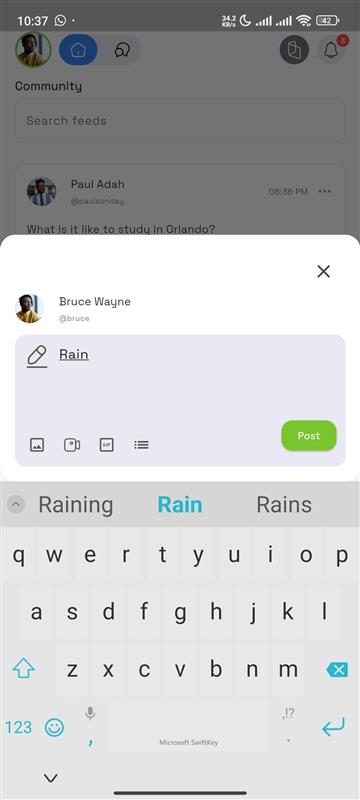 10:37
34.2
KB/s
42
3
Community
Search feeds
Paul Adah
@paulsunday
08:36 PM
What is it like to study in Orlando?
Bruce Wayne
@bruce
Rain
GIF
Post
Raining Rain Rains
q w e r t y u i o p
a s d f g h j k l
z x c v b n m
123 , Microsoft SwiftKey ,!? .